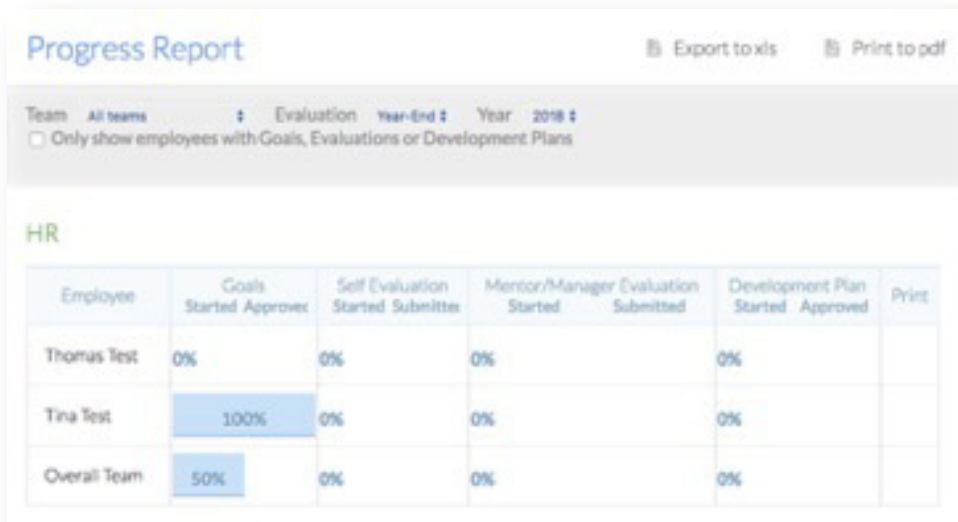 Progress Report
Export to xls
Print to pdf
Team All teams Evaluation Year-End Year 2018
Only show employees with Goals, Evaluations or Development Plans
HR
Employee Goals Self Evaluation Mentor/Manager Evaluation Development Plan Print
Started Approved Started Submitted Started Submitted Started Approved
Thomas Test 0% 0% 0% 0%
Tina Test 100% 0% 0% 0%
Overall Team 50% 0% 0% 0%